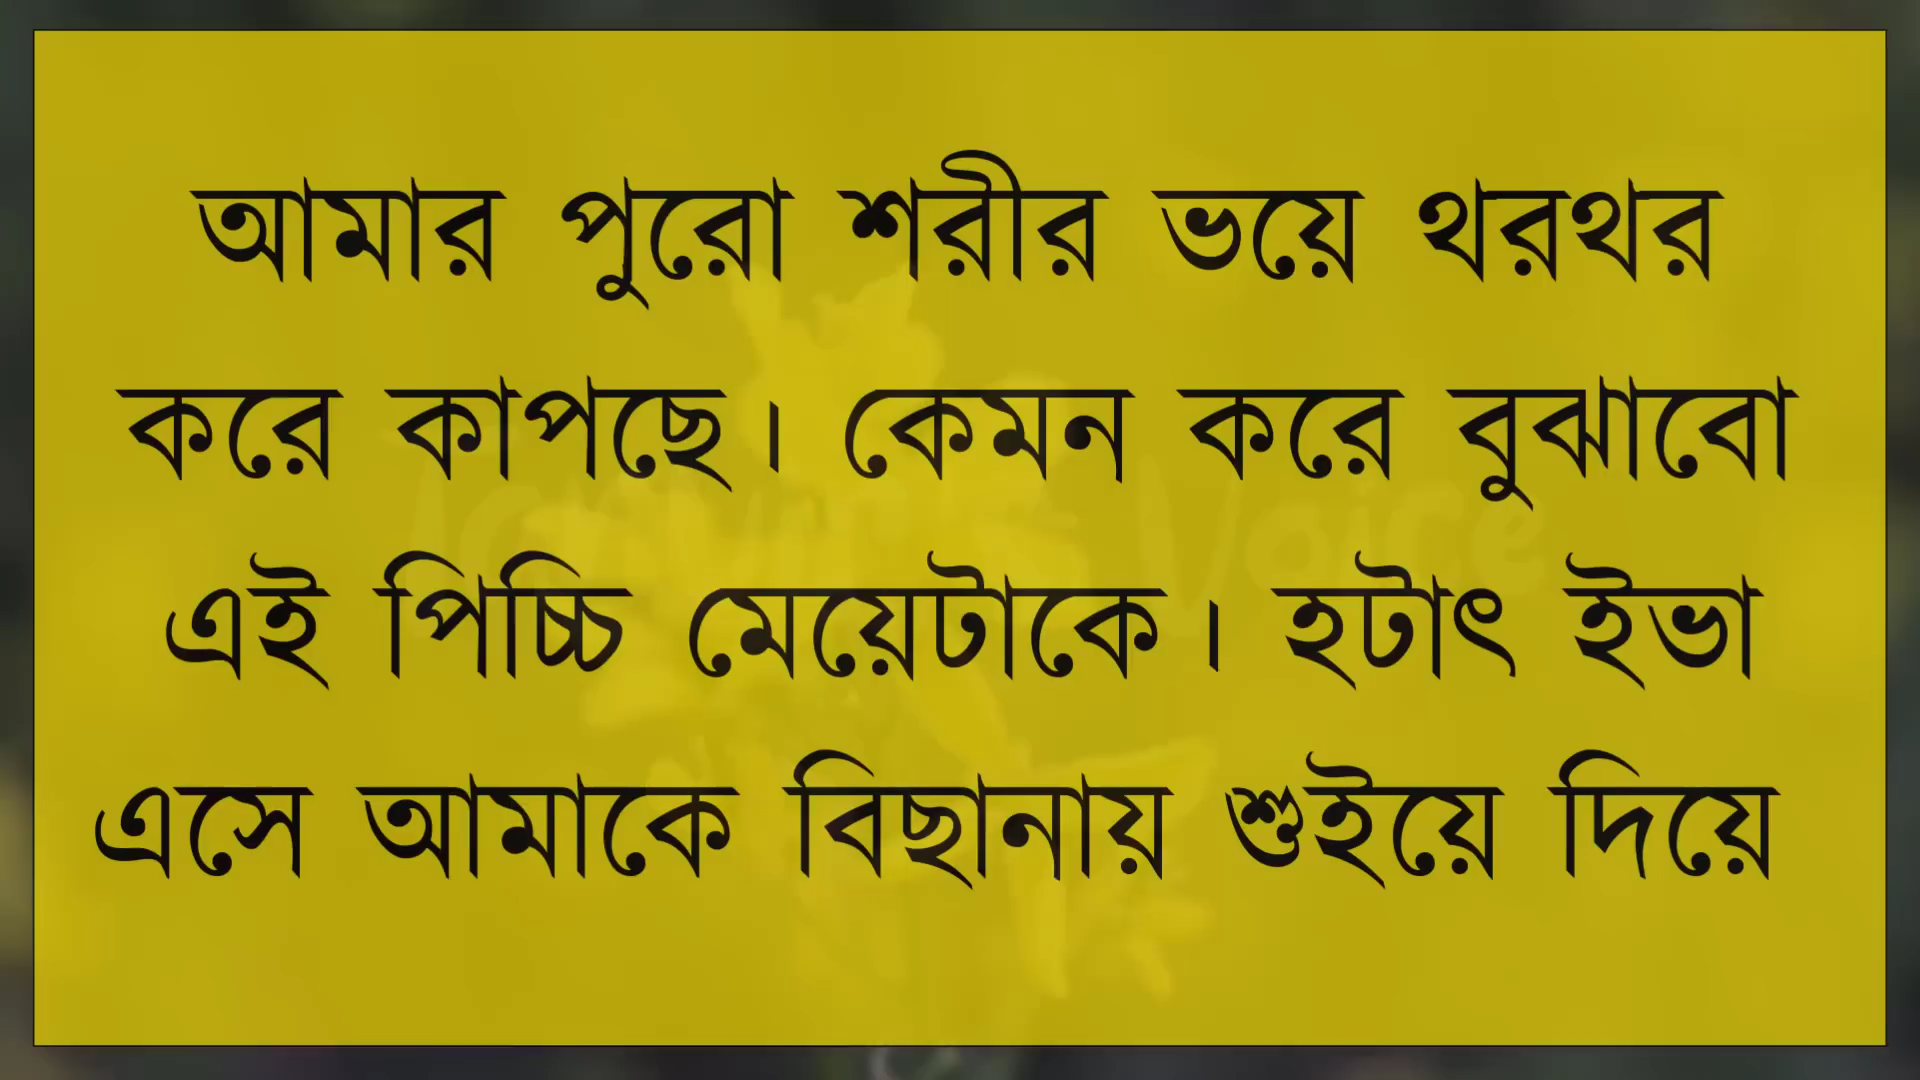 আমার পুরো শরীর ভয়ে থরথর
করে কাপছে। কেমন করে বুঝাবো
এই পিচ্চি মেয়েটাকে। হটাৎ ইভা
এসে আমাকে বিছানায় শুইয়ে দিয়ে